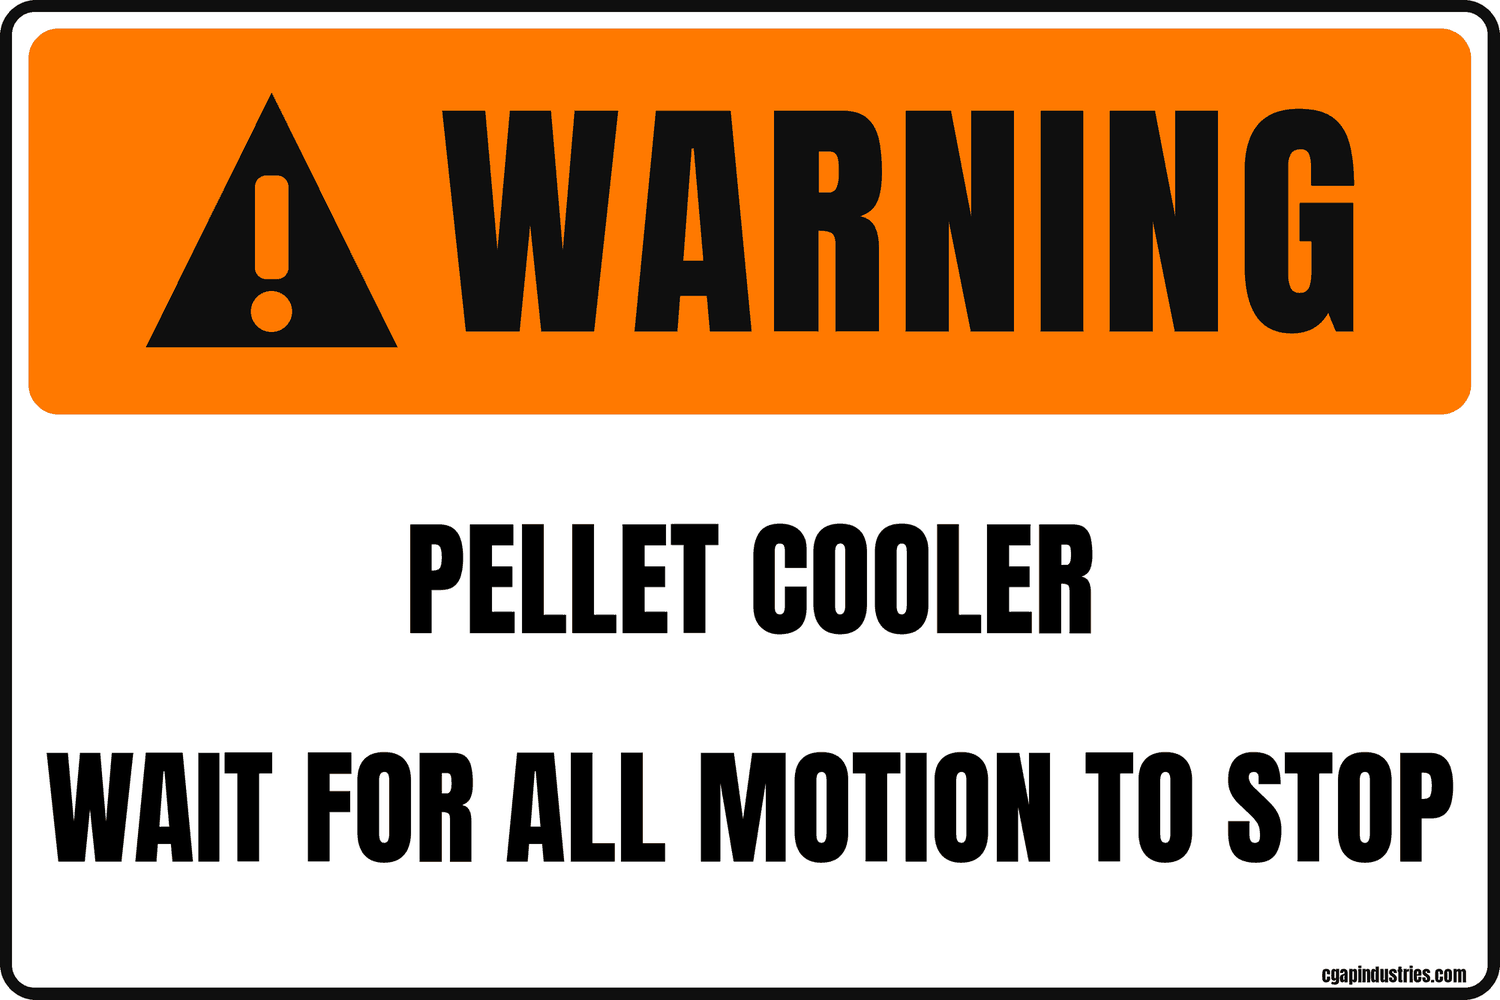 WARNING
PELLET COOLER
WAIT FOR ALL MOTION TO STOP
cgapindustries.com